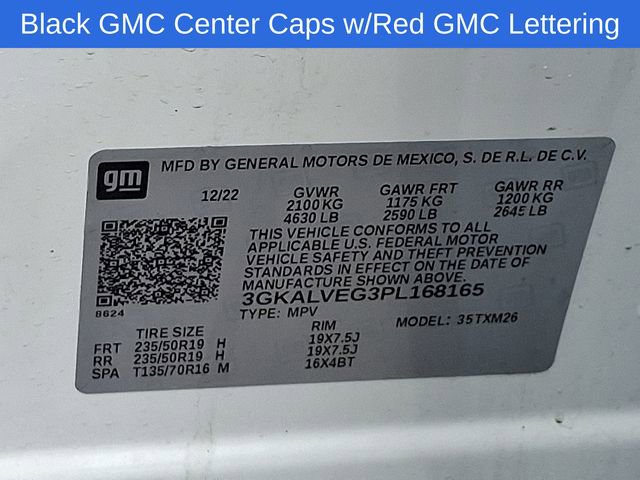 Black GMC Center Caps w/Red GMC Lettering
gm
MFD BY GENERAL MOTORS DE MEXICO, S. DE R.L. DE C.V.
12/22 GVWR GAWR FRT GAWR RR
2100 KG 1175 KG 1200 KG
4630 LB 2590 LB 2645 LB
THIS VEHICLE CONFORMS TO ALL
APPLICABLE U.S. FEDERAL MOTOR
VEHICLE SAFETY AND THEFT PREVENTION
STANDARDS IN EFFECT ON THE DATE OF
MANUFACTURE SHOWN ABOVE.
3GKALVEG3PL168165
8624
TYPE: MPV MODEL: 35TXM26
TIRE SIZE RIM
FRT 235/50R19 H 19X7.5J
RR 235/50R19 H 19X7.5J
SPA T135/70R16 M 16X4BT